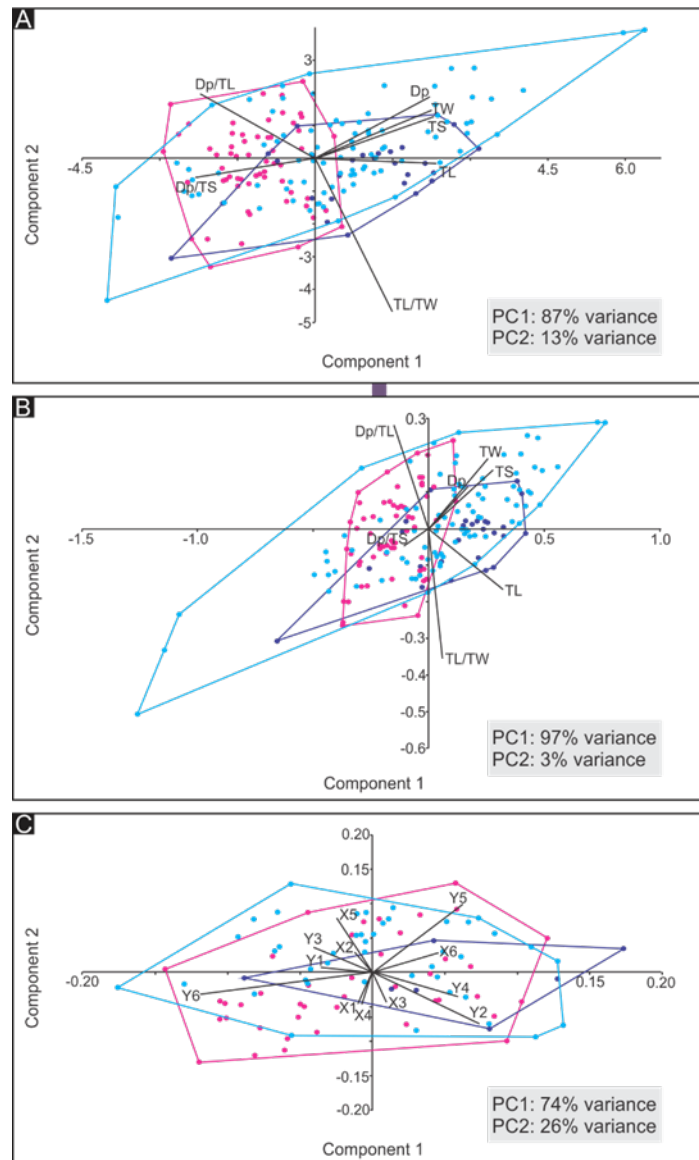 A
3
Dp/TL
Dp
TW
TS
-4.5
4.5
6.0
Dp/TS
TL
-3
-4
-5
TL/TW
Component 2
Component 1
PC1: 87% variance
PC2: 13% variance
B
0.3
Dp/TL
TW
TS
Dp
-1.5
-1.0
0.5
1.0
Dp/TS
TL
-0.3
TL/TW
-0.4
-0.5
-0.6
Component 2
Component 1
PC1: 97% variance
PC2: 3% variance
C
0.20
0.15
Y5
X5
Y3
X2
X6
Y1
-0.20
0.15
0.20
Y6
Y4
X1
X3
X4
Y2
-0.15
-0.20
Component 2
Component 1
PC1: 74% variance
PC2: 26% variance